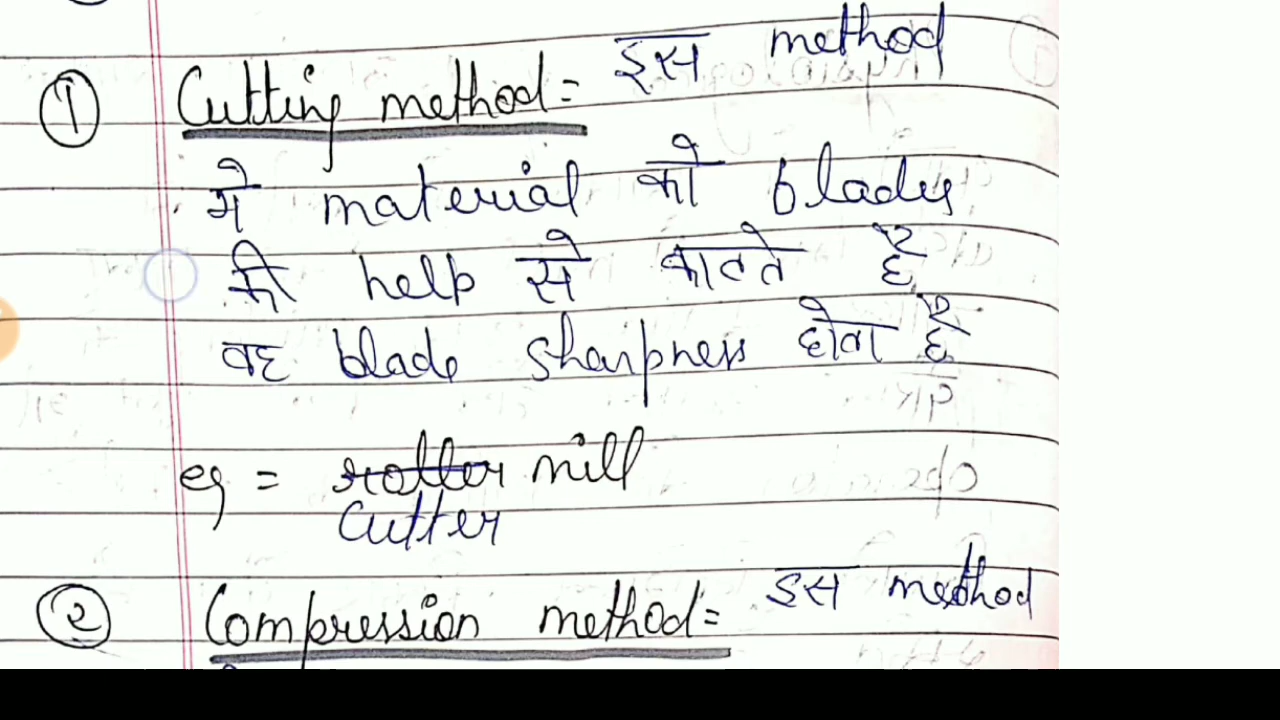 ① Cutting method = इस method
में material को blades
की help से काटते हैं
वह blade sharpness होता है
eg = roller mill
Cutter
② Compression method = इस method